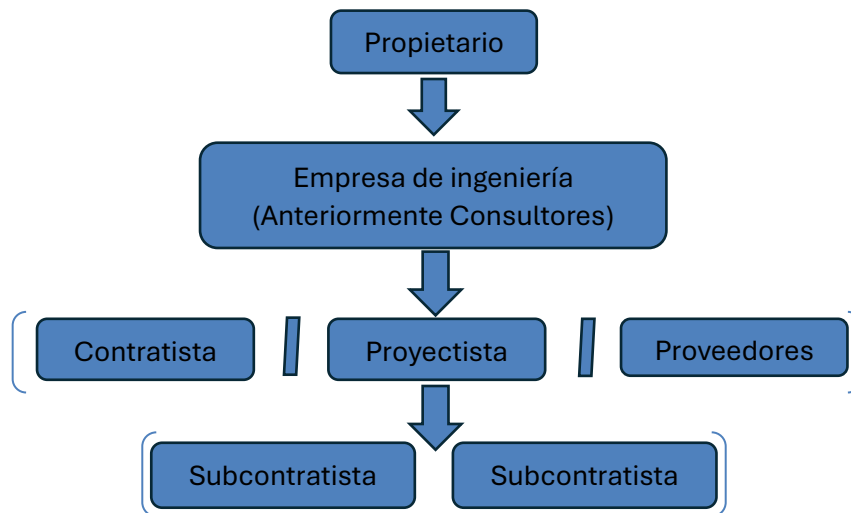 Propietario
Empresa de ingeniería
(Anteriormente Consultores)
Contratista
Proyectista
Proveedores
Subcontratista
Subcontratista